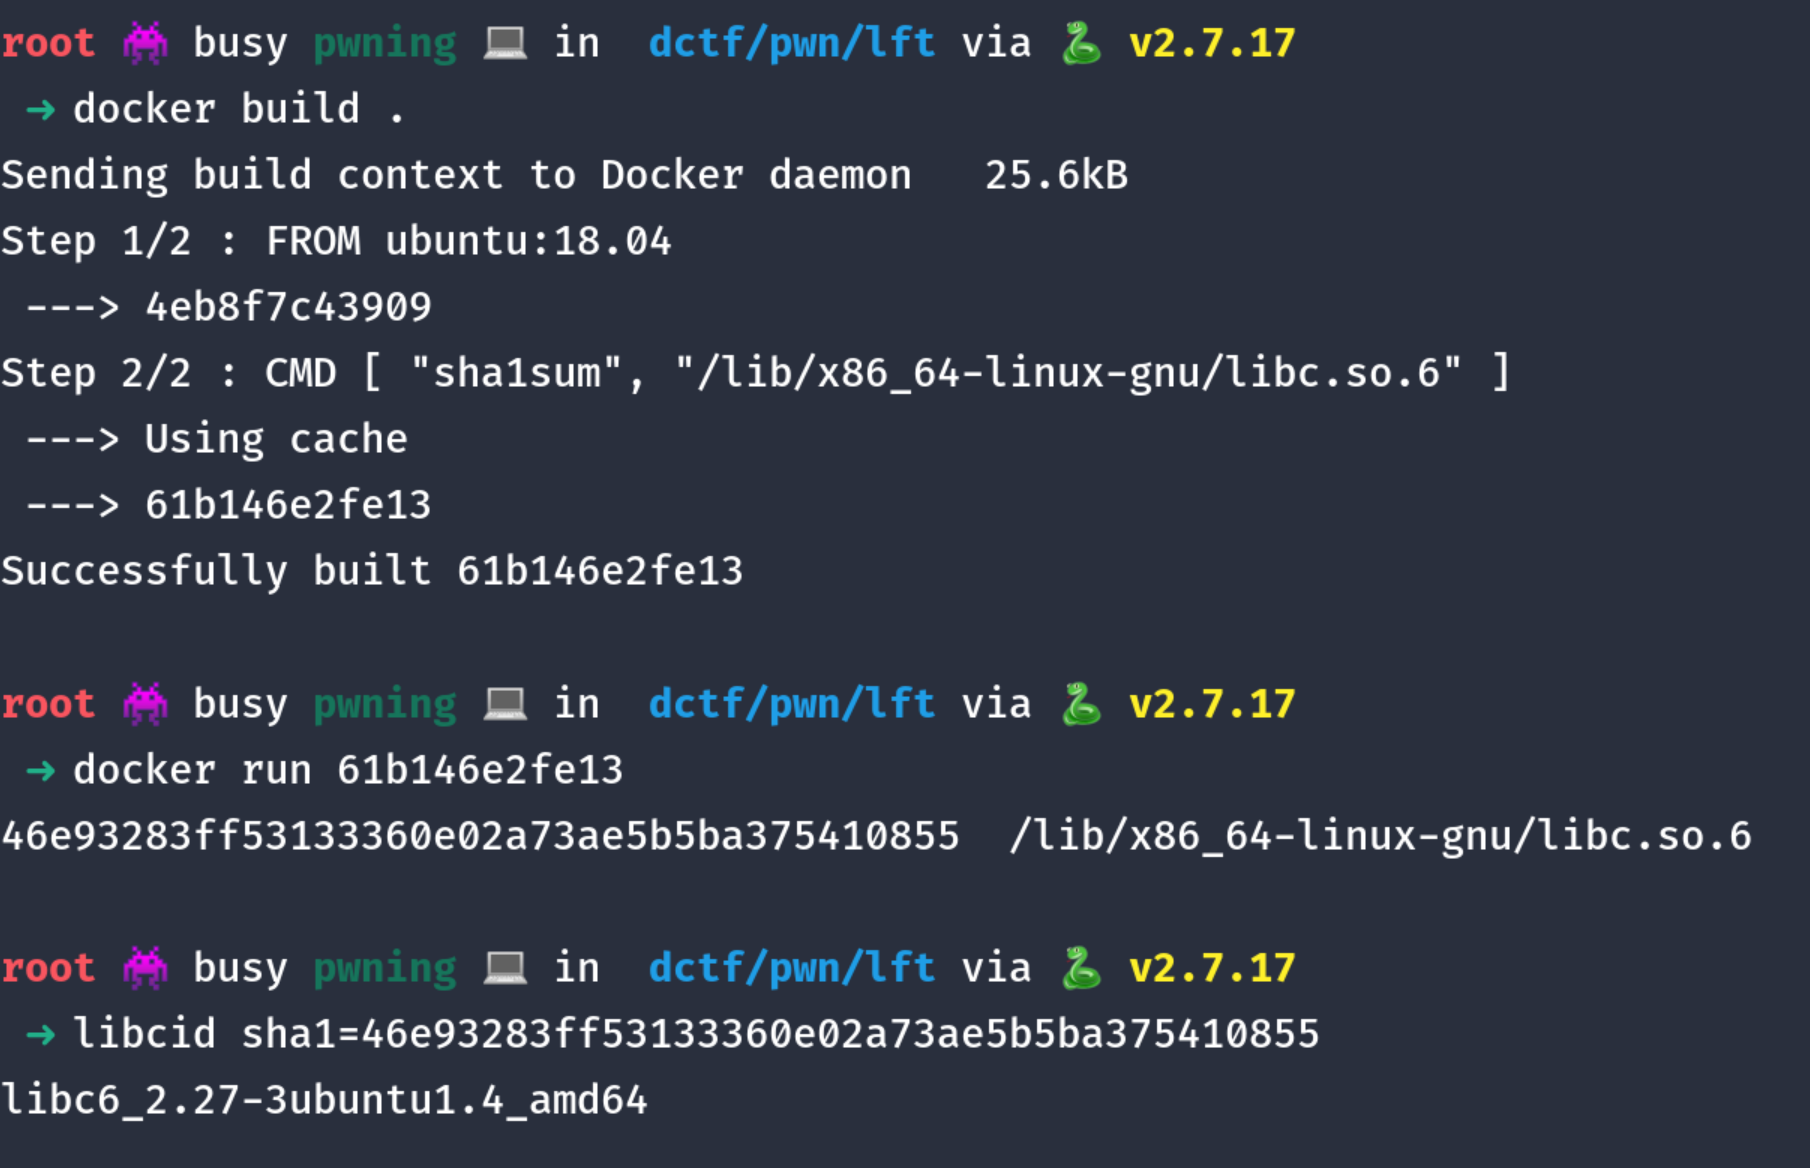 root 👾 busy pwning 💻 in dctf/pwn/lft via 🐍 v2.7.17
➜ docker build .
Sending build context to Docker daemon   25.6kB
Step 1/2 : FROM ubuntu:18.04
 ---> 4eb8f7c43909
Step 2/2 : CMD [ "sha1sum", "/lib/x86_64-linux-gnu/libc.so.6" ]
 ---> Using cache
 ---> 61b146e2fe13
Successfully built 61b146e2fe13
root 👾 busy pwning 💻 in dctf/pwn/lft via 🐍 v2.7.17
➜ docker run 61b146e2fe13
46e93283ff53133360e02a73ae5b5ba375410855  /lib/x86_64-linux-gnu/libc.so.6
root 👾 busy pwning 💻 in dctf/pwn/lft via 🐍 v2.7.17
➜ libcid sha1=46e93283ff53133360e02a73ae5b5ba375410855
libc6_2.27-3ubuntu1.4_amd64